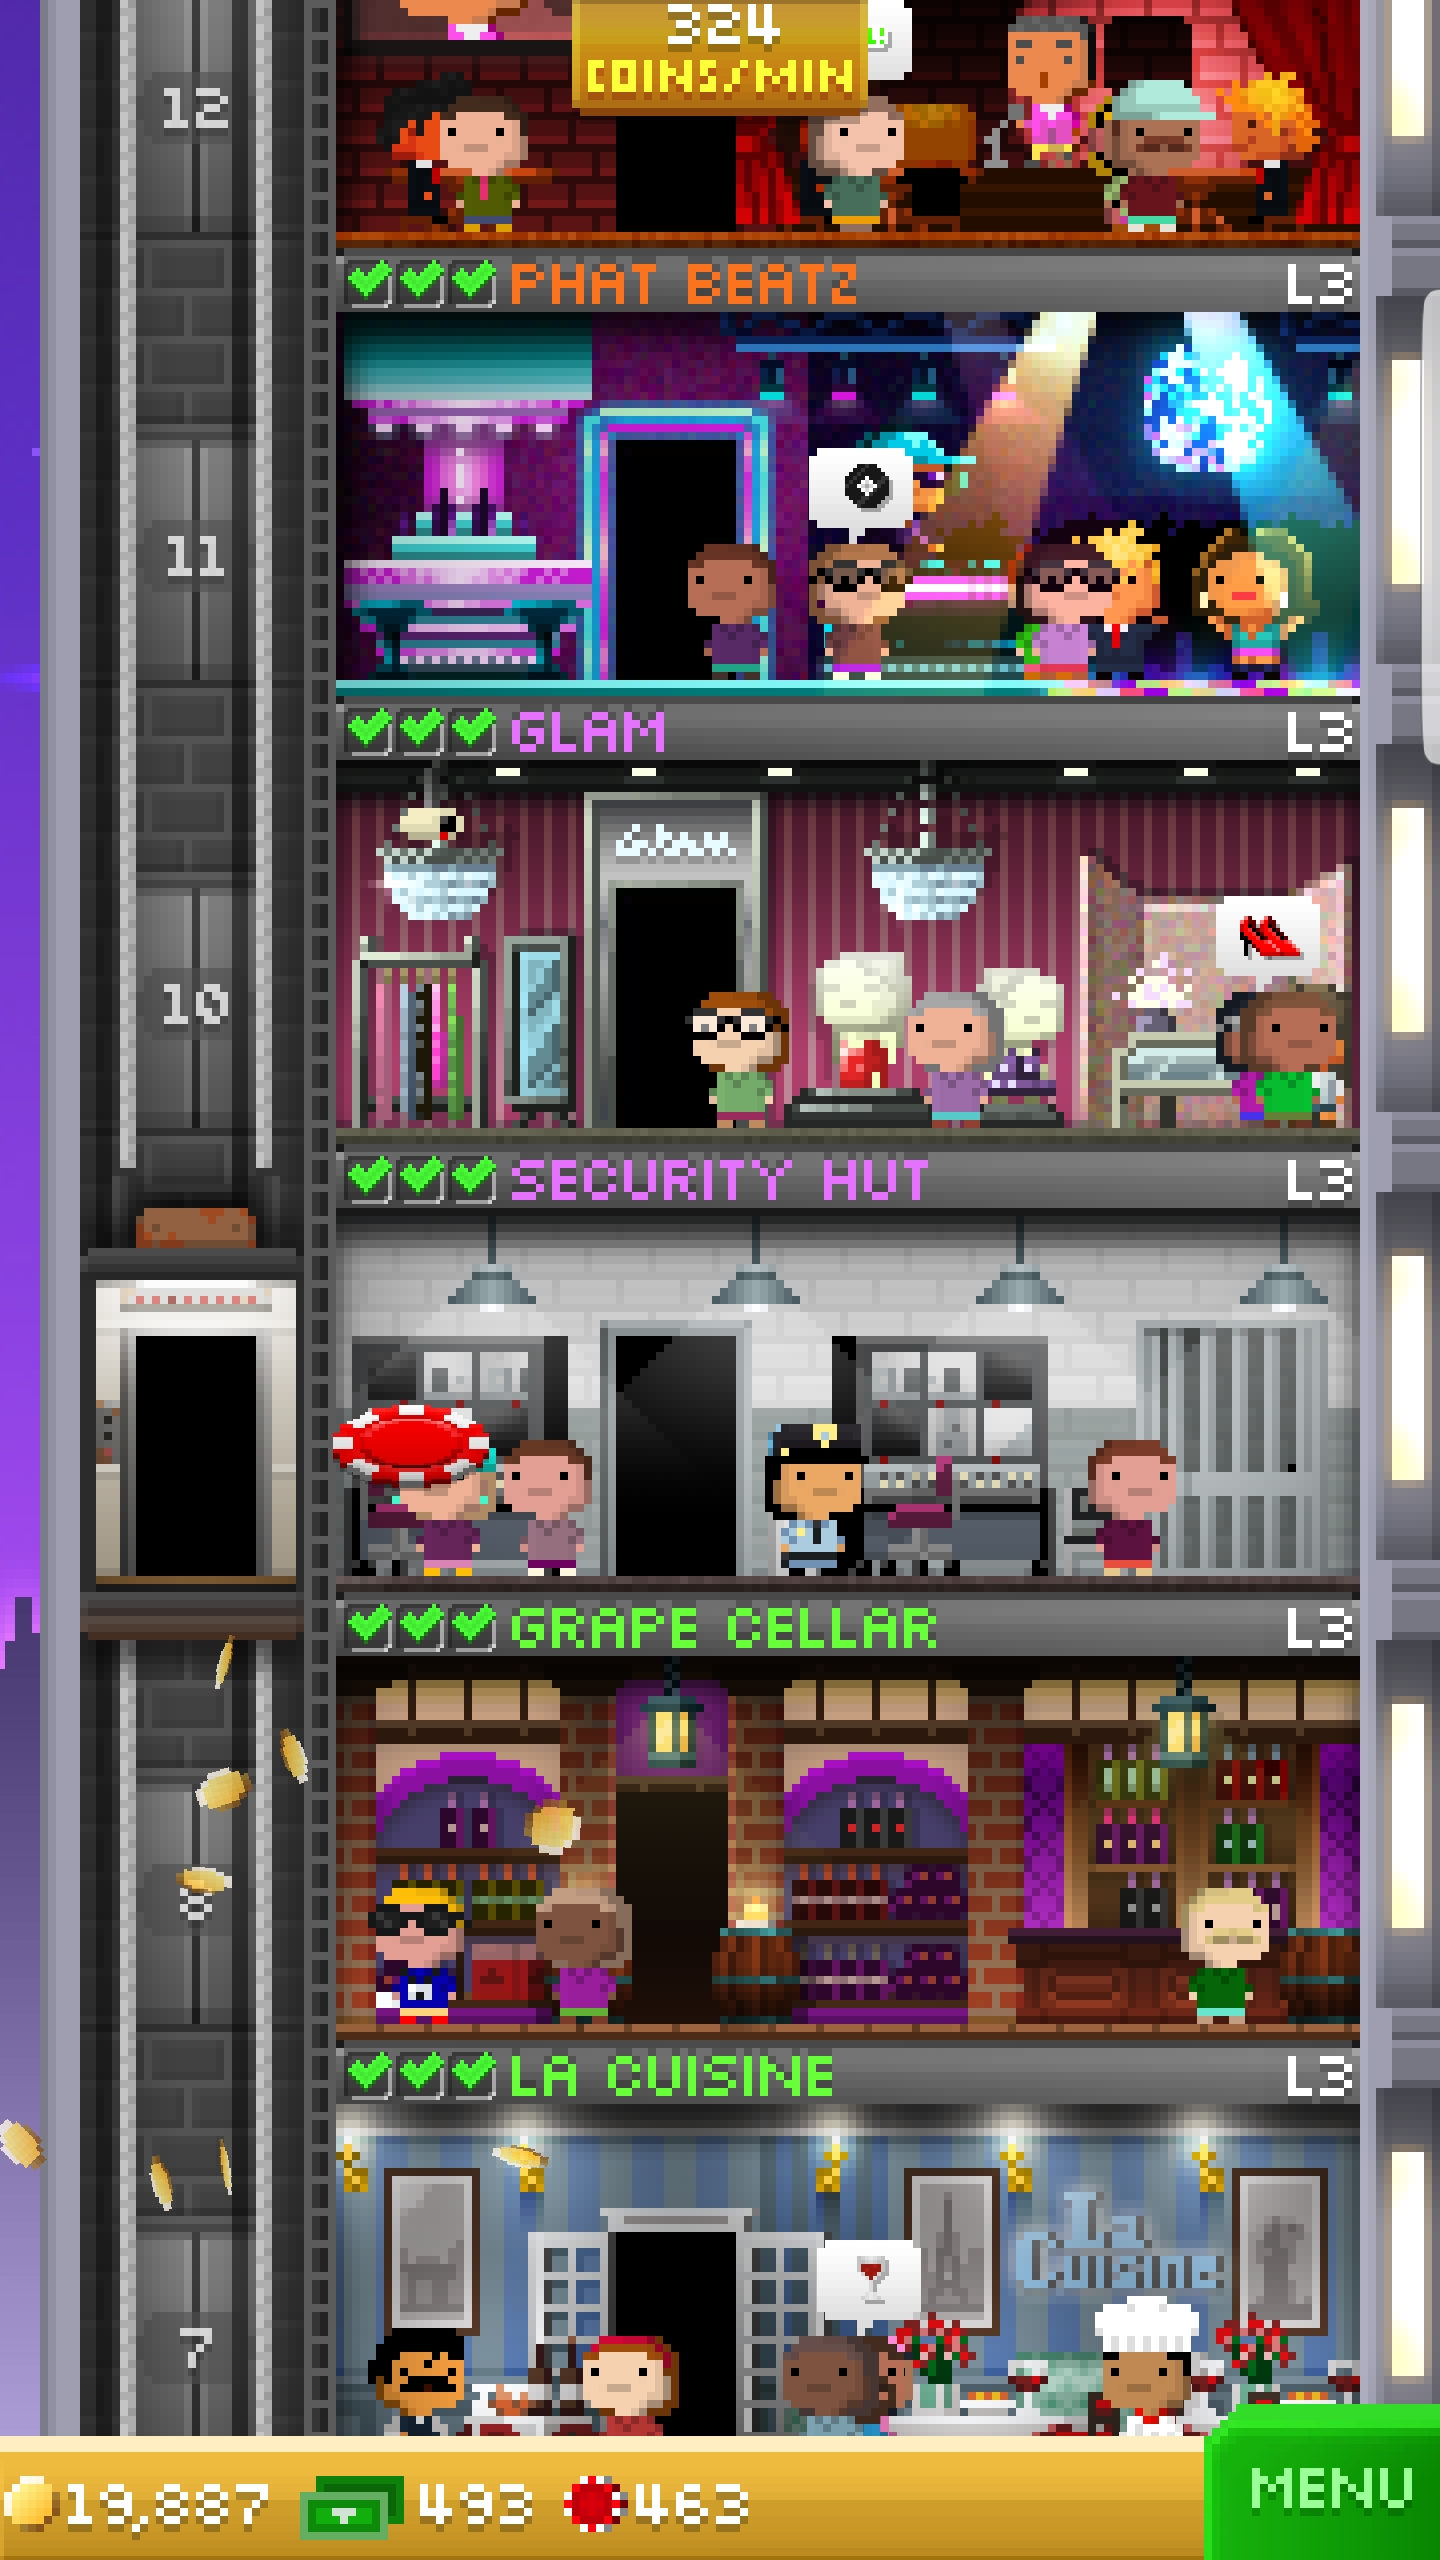 324
COINS/MIN
12
PHAT BEATZ L3
11
GLAM L3
Glam
10
SECURITY HUT L3
GRAPE CELLAR L3
8
LA CUISINE L3
La
Cuisine
7
19,887 493 463
MENU